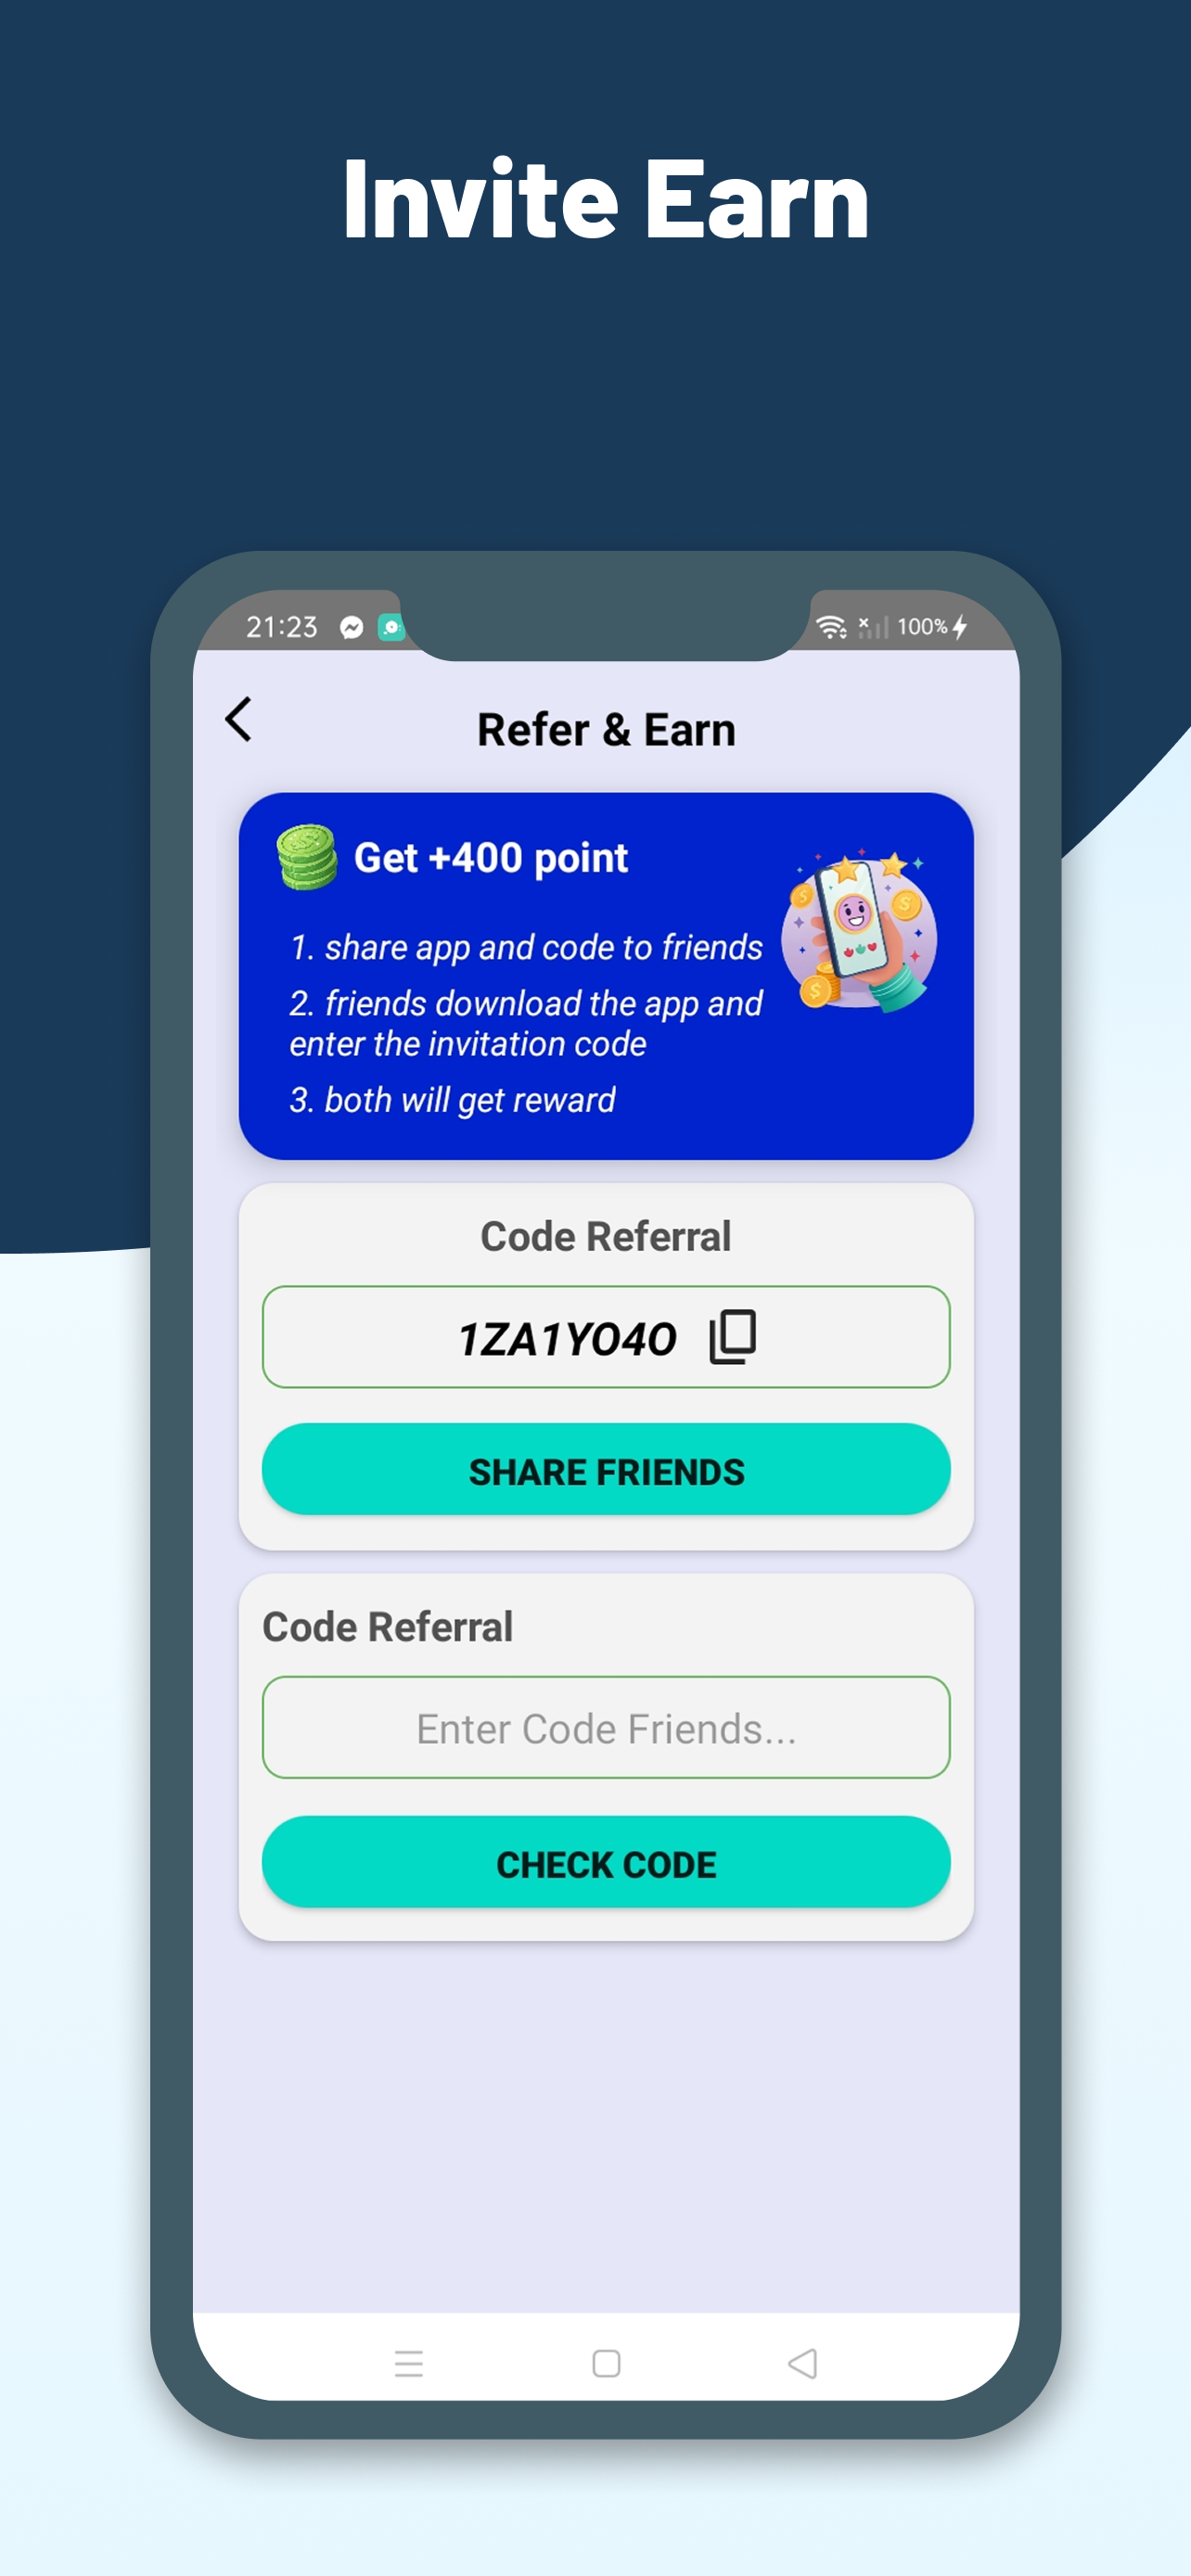 Invite Earn
21:23
100%
Refer & Earn
Get +400 point
1. share app and code to friends
2. friends download the app and
enter the invitation code
3. both will get reward
Code Referral
1ZA1YO4O
SHARE FRIENDS
Code Referral
Enter Code Friends...
CHECK CODE